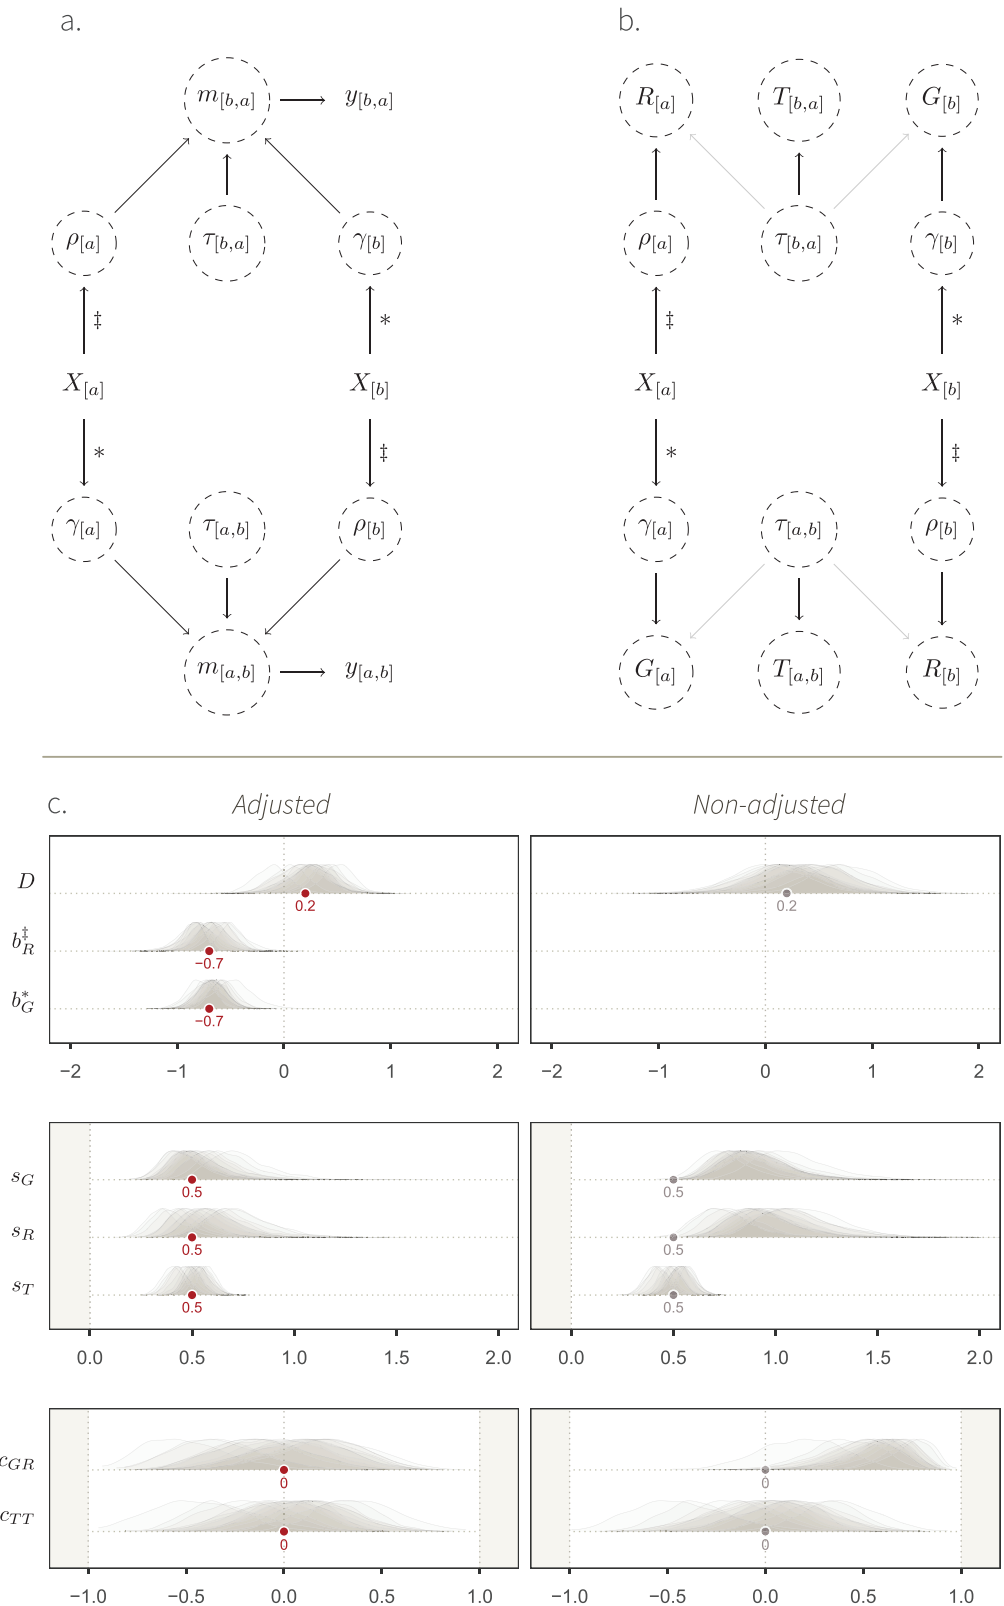 a. b.
m[b,a] y[b,a] R[a] T[b,a] G[b]
ρ[a] τ[b,a] γ[b] ρ[a] τ[b,a] γ[b]
‡ * ‡ *
X[a] X[b] X[a] X[b]
* ‡ * ‡
γ[a] τ[a,b] ρ[b] γ[a] τ[a,b] ρ[b]
m[a,b] y[a,b] G[a] T[a,b] R[b]
c. Adjusted Non-adjusted
D
0.2 0.2
b‡R
−0.7
b*G
−0.7
−2 −1 0 1 2 −2 −1 0 1 2
sG
0.5 0.5
sR
0.5 0.5
sT
0.5 0.5
0.0 0.5 1.0 1.5 2.0 0.0 0.5 1.0 1.5 2.0
cGR
0 0
cTT
0 0
−1.0 −0.5 0.0 0.5 1.0 −1.0 −0.5 0.0 0.5 1.0